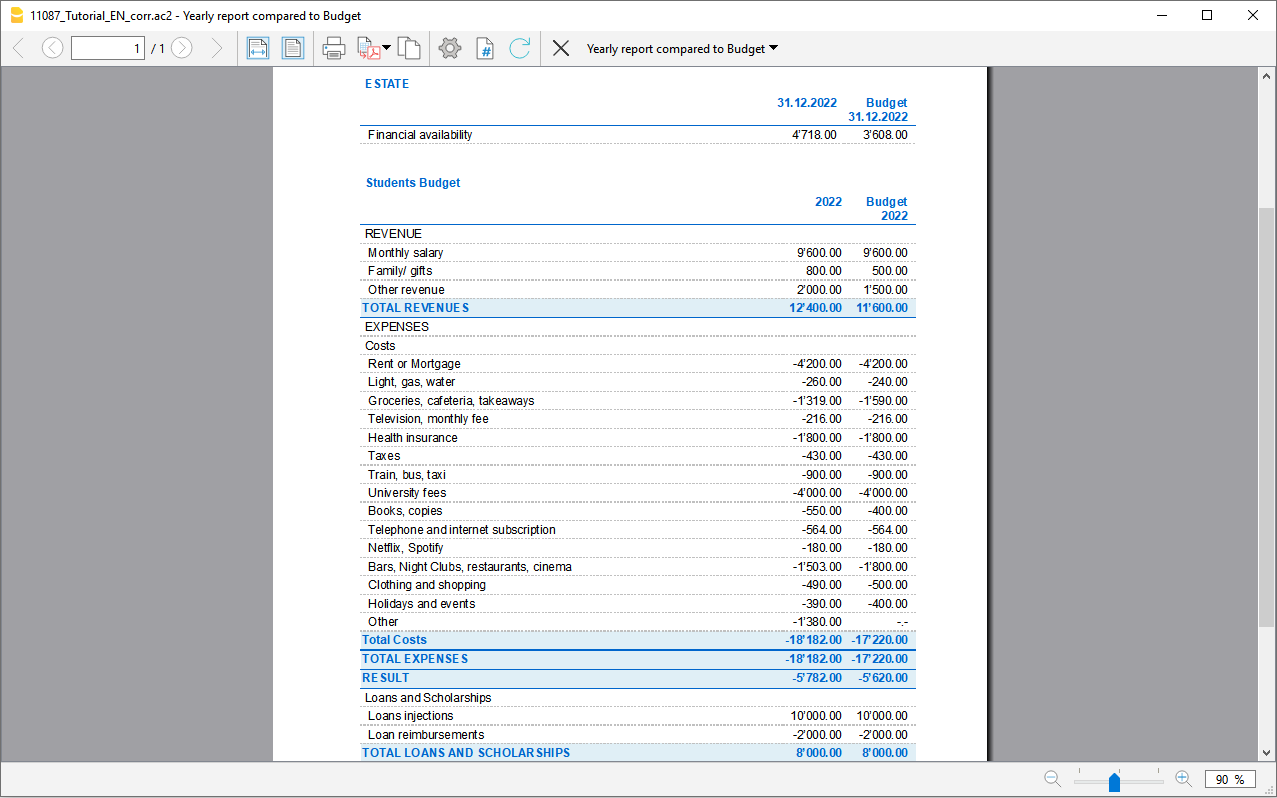 11087_Tutorial_EN_corr.ac2 - Yearly report compared to Budget
1 / 1 # Yearly report compared to Budget
ESTATE
31.12.2022 Budget
31.12.2022
Financial availability 4'718.00 3'608.00
Students Budget
2022 Budget
2022
REVENUE
Monthly salary 9'600.00 9'600.00
Family/ gifts 800.00 500.00
Other revenue 2'000.00 1'500.00
TOTAL REVENUES 12'400.00 11'600.00
EXPENSES
Costs
Rent or Mortgage -4'200.00 -4'200.00
Light, gas, water -260.00 -240.00
Groceries, cafeteria, takeaways -1'319.00 -1'590.00
Television, monthly fee -216.00 -216.00
Health insurance -1'800.00 -1'800.00
Taxes -430.00 -430.00
Train, bus, taxi -900.00 -900.00
University fees -4'000.00 -4'000.00
Books, copies -550.00 -400.00
Telephone and internet subscription -564.00 -564.00
Netflix, Spotify -180.00 -180.00
Bars, Night Clubs, restaurants, cinema -1'503.00 -1'800.00
Clothing and shopping -490.00 -500.00
Holidays and events -390.00 -400.00
Other -1'380.00 -.-
Total Costs -18'182.00 -17'220.00
TOTAL EXPENSES -18'182.00 -17'220.00
RESULT -5'782.00 -5'620.00
Loans and Scholarships
Loans injections 10'000.00 10'000.00
Loan reimbursements -2'000.00 -2'000.00
TOTAL LOANS AND SCHOLARSHIPS 8'000.00 8'000.00
90 %